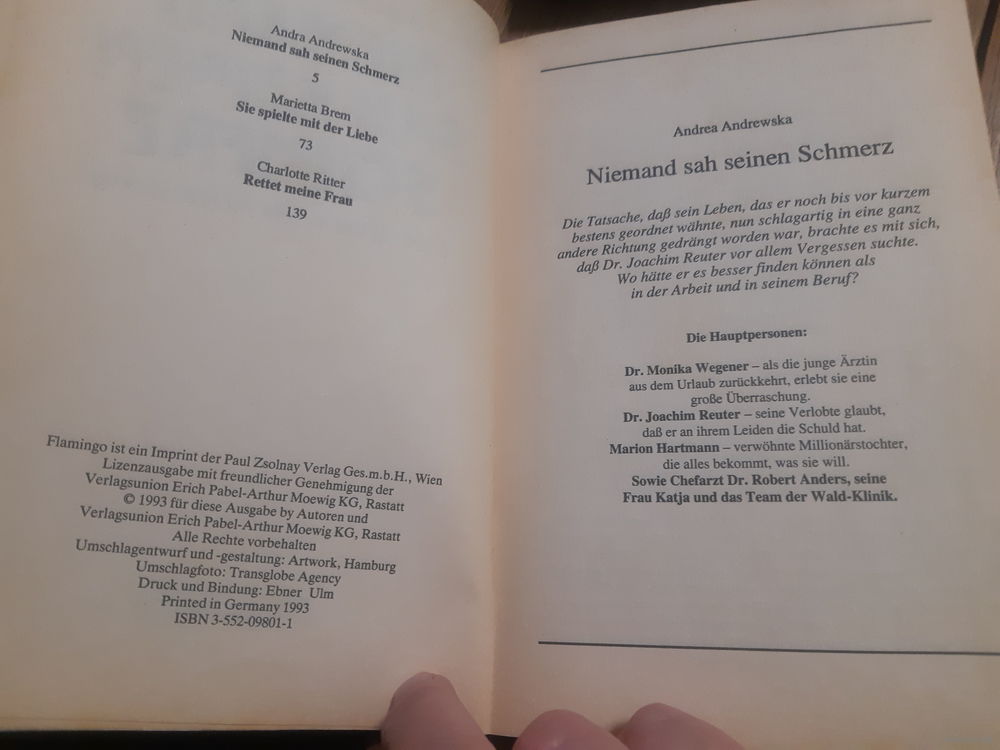 Andra Andrewska
Niemand sah seinen Schmerz
5
Marietta Brem
Sie spielte mit der Liebe
73
Charlotte Ritter
Rettet meine Frau
139
Flamingo ist ein Imprint der Paul Zsolnay Verlag Ges.m.b.H., Wien
Lizenzausgabe mit freundlicher Genehmigung der
Verlagsunion Erich Pabel-Arthur Moewig KG, Rastatt
© 1993 für diese Ausgabe by Autoren und
Verlagsunion Erich Pabel-Arthur Moewig KG, Rastatt
Alle Rechte vorbehalten
Umschlagentwurf und -gestaltung: Artwork, Hamburg
Umschlagfoto: Transglobe Agency
Druck und Bindung: Ebner Ulm
Printed in Germany 1993
ISBN 3-552-09801-1
Andrea Andrewska
Niemand sah seinen Schmerz
Die Tatsache, daß sein Leben, das er noch bis vor kurzem
bestens geordnet wähnte, nun schlagartig in eine ganz
andere Richtung gedrängt worden war, brachte es mit sich,
daß Dr. Joachim Reuter vor allem Vergessen suchte.
Wo hätte er es besser finden können als
in der Arbeit und in seinem Beruf?
Die Hauptpersonen:
Dr. Monika Wegener – als die junge Ärztin
aus dem Urlaub zurückkehrt, erlebt sie eine
große Überraschung.
Dr. Joachim Reuter – seine Verlobte glaubt,
daß er an ihrem Leiden die Schuld hat.
Marion Hartmann – verwöhnte Millionärstochter,
die alles bekommt, was sie will.
Sowie Chefarzt Dr. Robert Anders, seine
Frau Katja und das Team der Wald-Klinik.